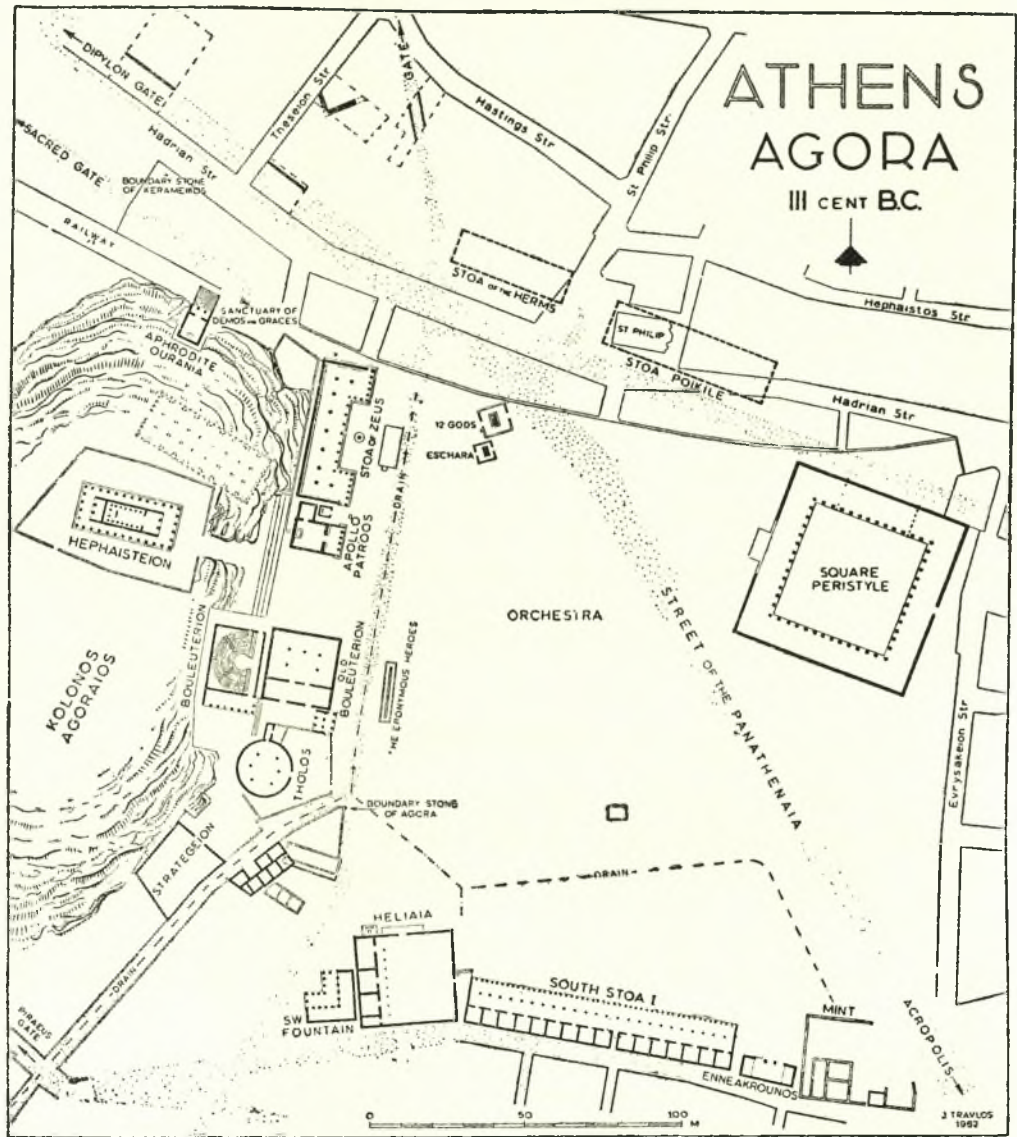 ATHENS
AGORA
III CENT B.C.
DIPYLON GATE
SACRED GATE
Hadrian Str
Theseion Str
GATE
Hastings Str
St Philip Str
BOUNDARY STONE
OF KERAMEIKOS
RAILWAY
STOA OF THE HERMS
Hephaistos Str
SANCTUARY OF
DEMOS AND GRACES
APHRODITE
OURANIA
ST PHILIP
STOA POIKILE
Hadrian Str
STOA OF ZEUS
12 GODS
ESCHARA
DRAIN
HEPHAISTEION
APOLLO
PATROOS
SQUARE
PERISTYLE
ORCHESTRA
STREET OF THE PANATHENAIA
BOULEUTERION
OLD
BOULEUTERION
THE EPONYMOUS HEROES
KOLONOS
AGORAIOS
THOLOS
BOUNDARY STONE
OF AGORA
Evrysakeion Str
STRATEGEION
DRAIN
DRAIN
HELIAIA
SOUTH STOA I
SW
FOUNTAIN
MINT
ACROPOLIS
PIRAEUS
GATE
ENNEAKROUNOS
0 50 100
M
J. TRAVLOS
1962